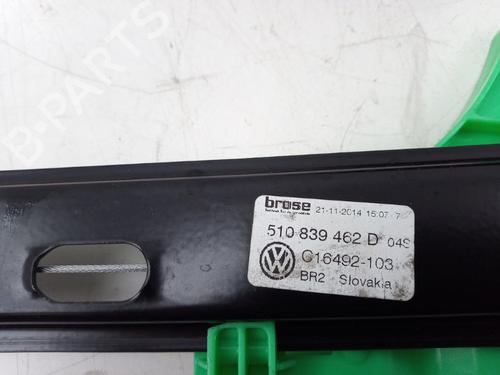 B-PARTS
brose 21-11-2014 15:07 7
510 839 462 D 04S
C16492-103
BR2 Slovakia